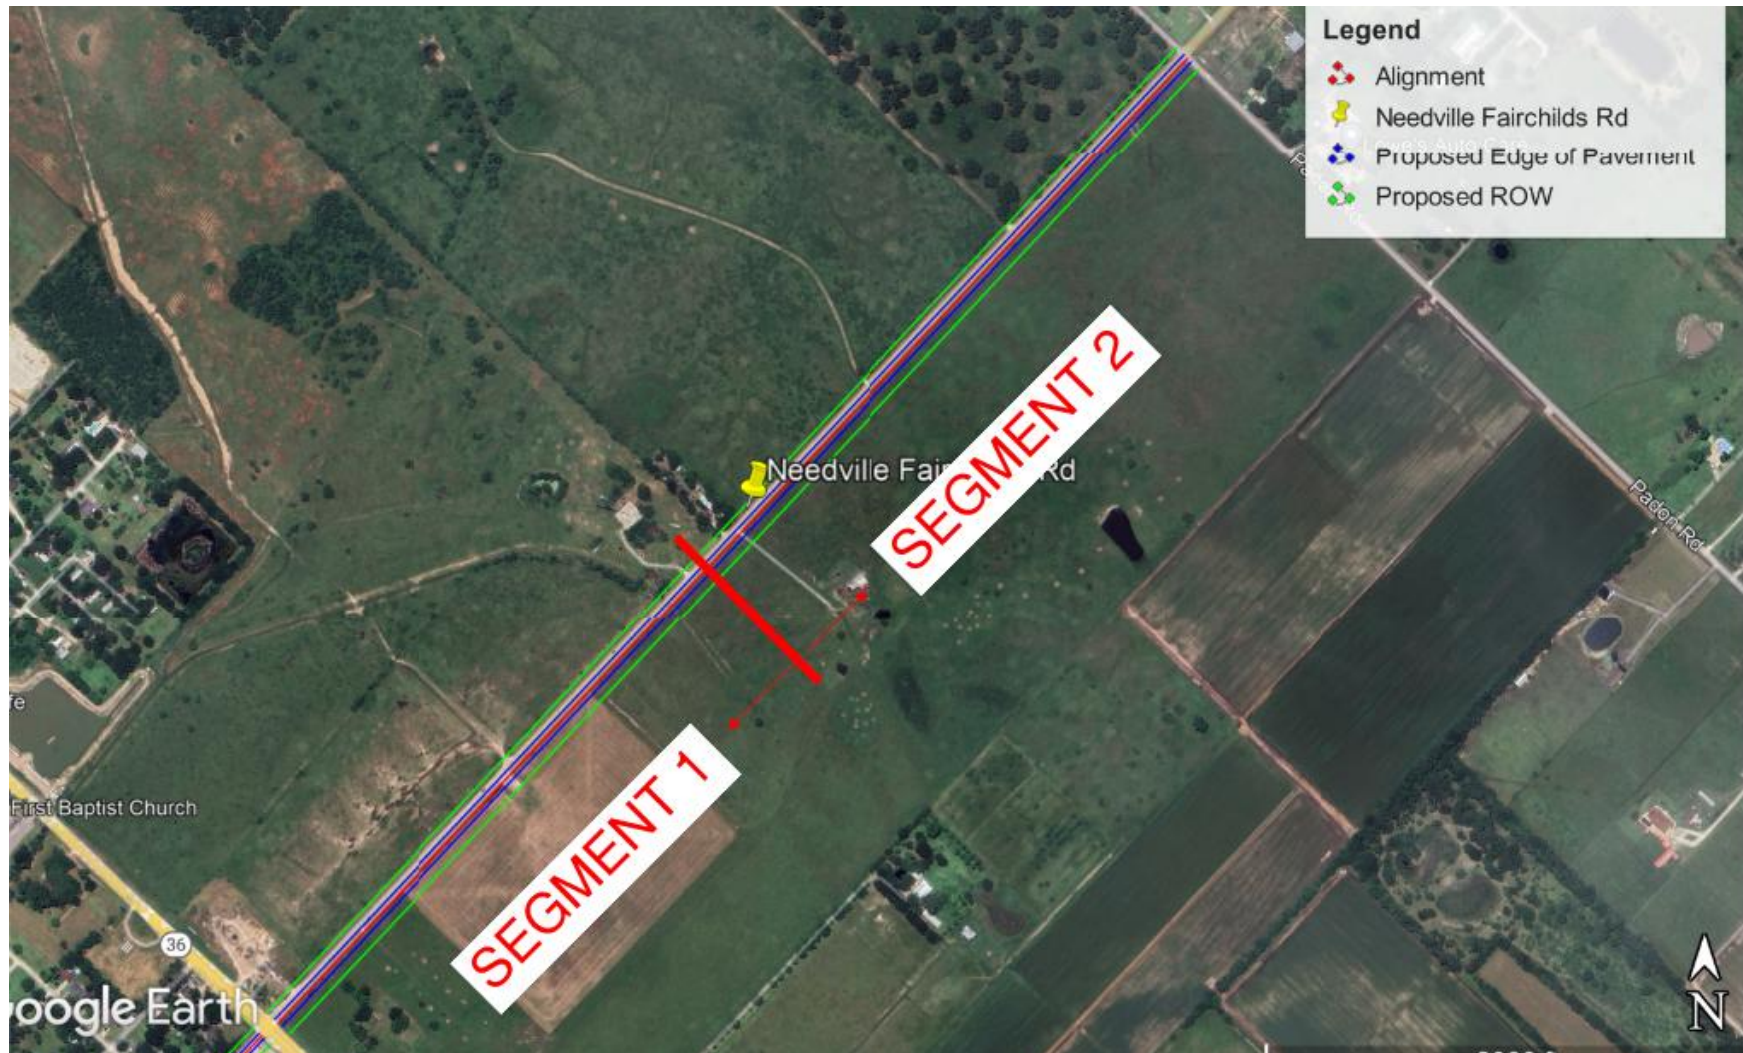 Legend
Alignment
Needville Fairchilds Rd
Proposed Edge of Pavement
Proposed ROW
SEGMENT 2
Needville Fai Rd
Padon Rd
SEGMENT 1
First Baptist Church
36
Google Earth
N